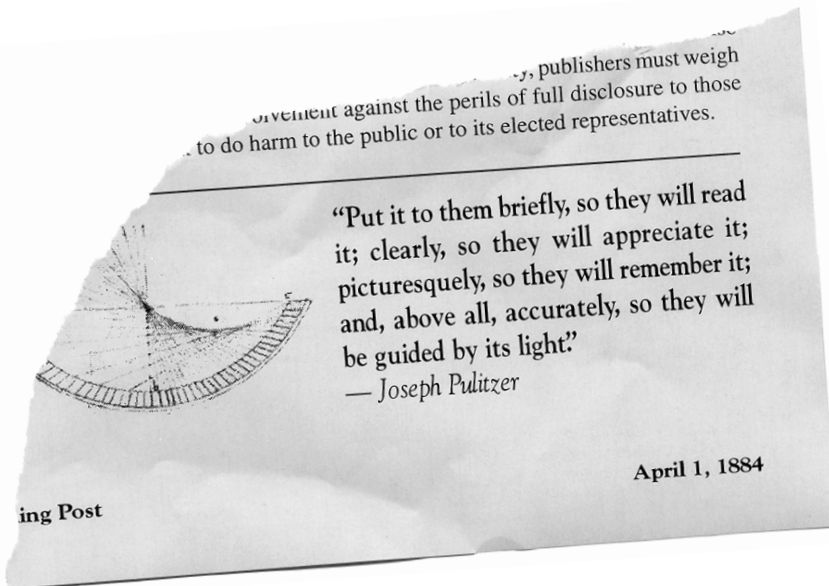 publishers must weigh
against the perils of full disclosure to those
to do harm to the public or to its elected representatives.
“Put it to them briefly, so they will read
it; clearly, so they will appreciate it;
picturesquely, so they will remember it;
and, above all, accurately, so they will
be guided by its light.”
— Joseph Pulitzer
April 1, 1884
ing Post